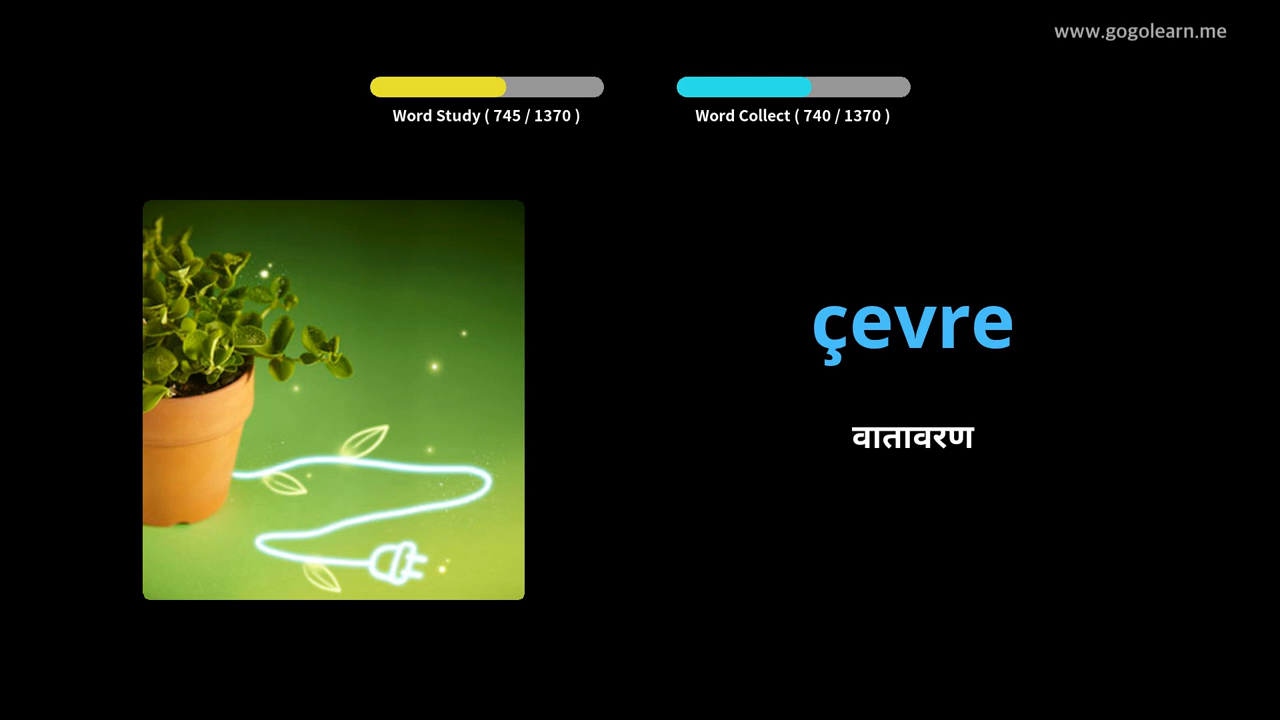 www.gogolearn.me
Word Study ( 745 / 1370 )
Word Collect ( 740 / 1370 )
çevre
वातावरण